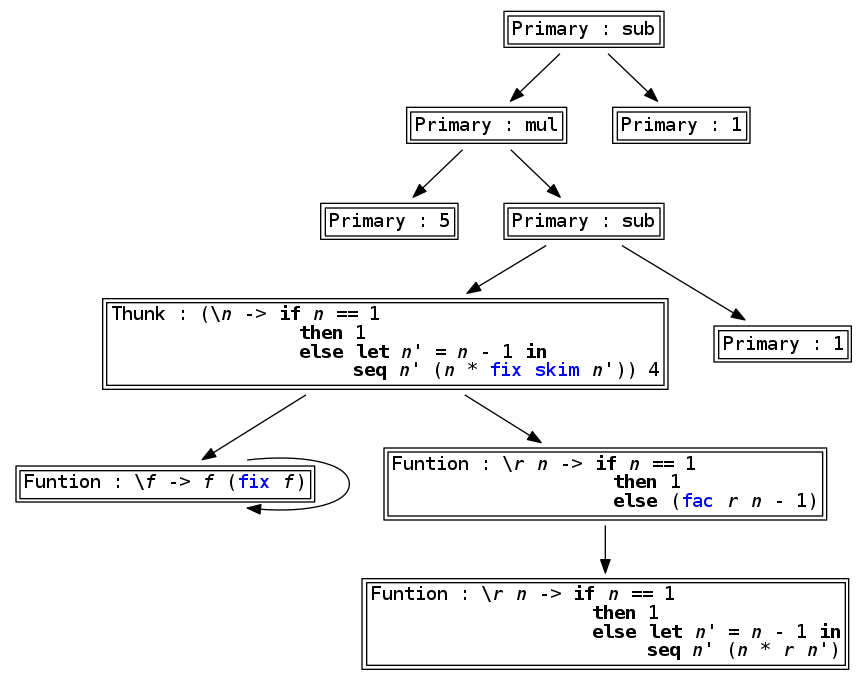 Primary : sub
Primary : mul
Primary : 1
Primary : 5
Primary : sub
Thunk : (\n -> if n == 1
then 1
else let n' = n - 1 in
seq n' (n * fix skim n')) 4
Primary : 1
Funtion : \f -> f (fix f)
Funtion : \r n -> if n == 1
then 1
else (fac r n - 1)
Funtion : \r n -> if n == 1
then 1
else let n' = n - 1 in
seq n' (n * r n')